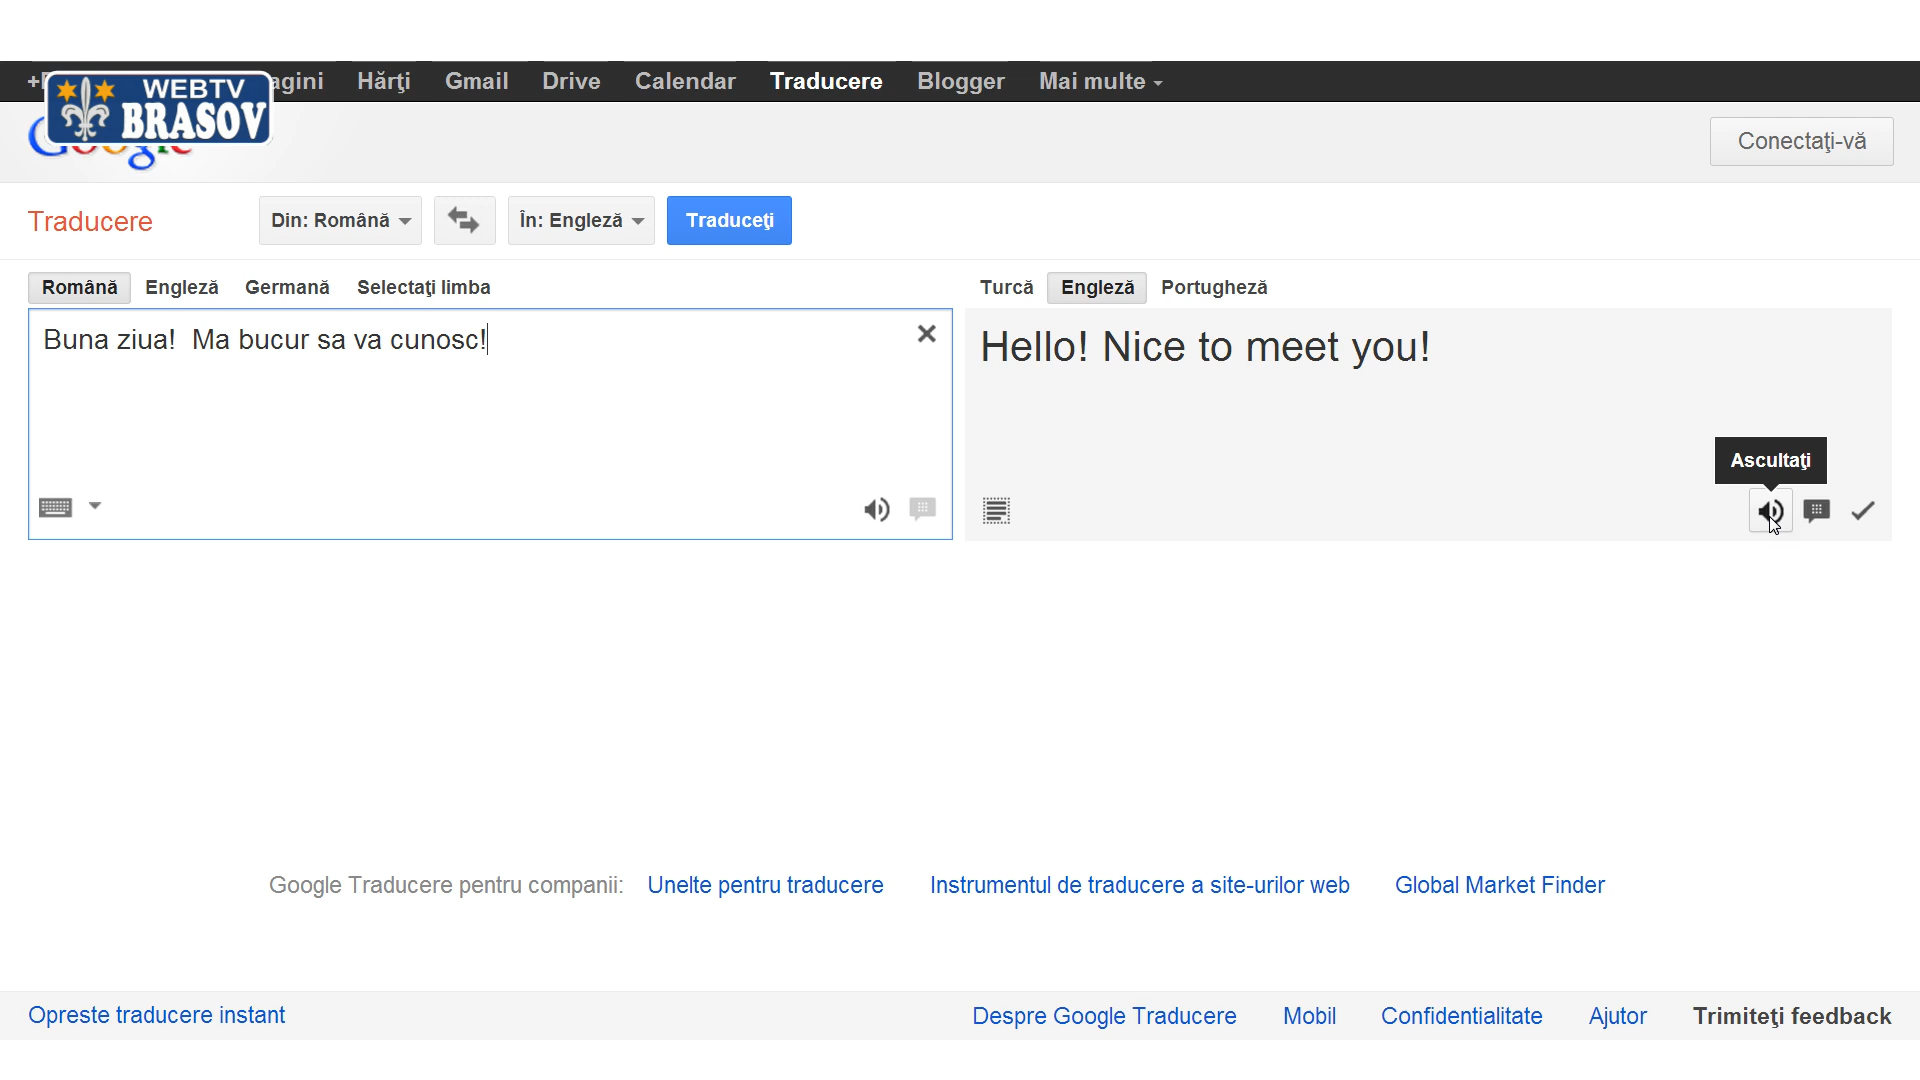 agini Hărţi Gmail Drive Calendar Traducere Blogger Mai multe
WEBTV
BRASOV
Conectaţi-vă
Traducere Din: Română În: Engleză Traduceţi
Română Engleză Germană Selectaţi limba Turcă Engleză Portugheză
Buna ziua! Ma bucur sa va cunosc!
Hello! Nice to meet you!
Ascultaţi
Google Traducere pentru companii: Unelte pentru traducere Instrumentul de traducere a site-urilor web Global Market Finder
Opreste traducere instant Despre Google Traducere Mobil Confidentialitate Ajutor Trimiteţi feedback